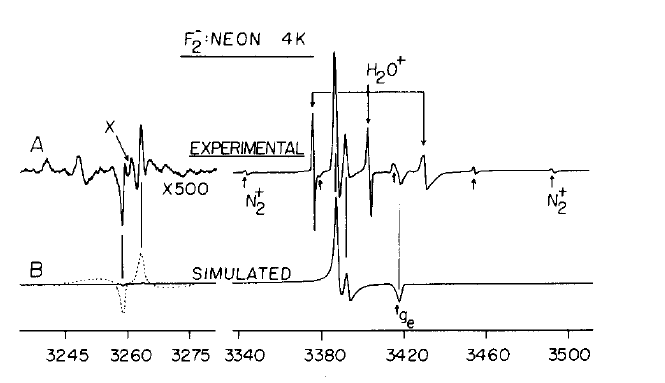 F₂⁻:NEON 4K
H₂O⁺
A
X
EXPERIMENTAL
X500
N₂⁺
N₂⁺
B
SIMULATED
gₑ
3245 3260 3275 3340 3380 3420 3460 3500